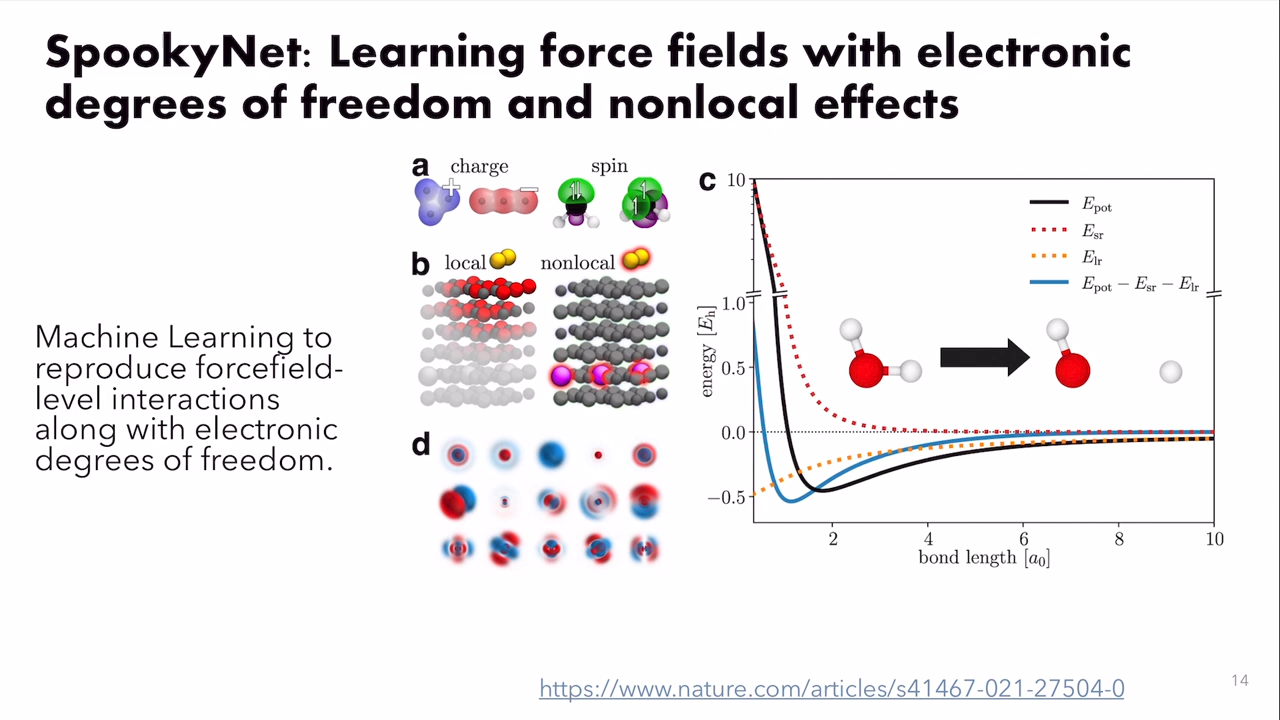 SpookyNet: Learning force fields with electronic
degrees of freedom and nonlocal effects
Machine Learning to
reproduce forcefield-
level interactions
along with electronic
degrees of freedom.
a charge spin
+ −
b local nonlocal
d
c
10
1.0
0.5
0.0
−0.5
energy [Eh]
Epot
Esr
Elr
Epot − Esr − Elr
2 4 6 8 10
bond length [a0]
https://www.nature.com/articles/s41467-021-27504-0
14